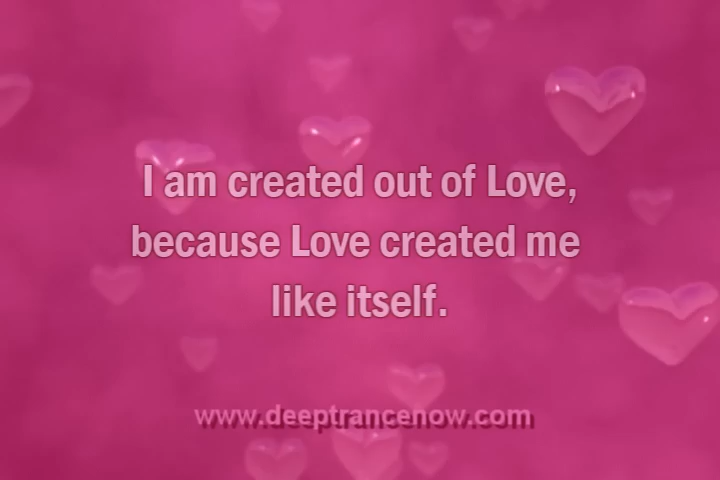 I am created out of Love,
because Love created me
like itself.
www.deeptrancenow.com